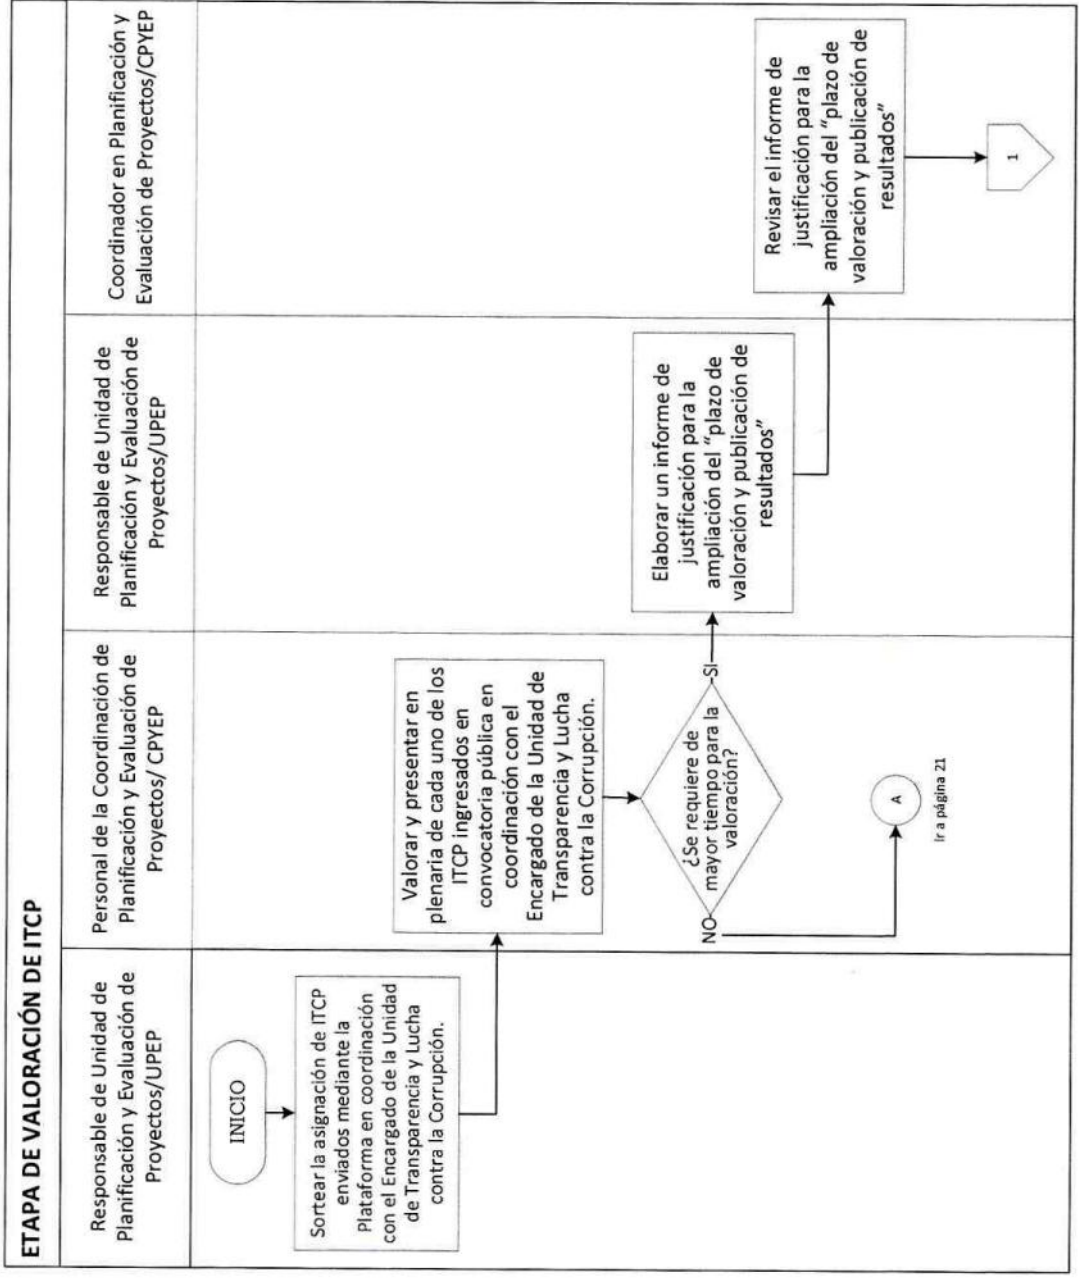 ETAPA DE VALORACIÓN DE ITCP
Responsable de Unidad de
Planificación y Evaluación de
Proyectos/UPEP
Personal de la Coordinación de
Planificación y Evaluación de
Proyectos/ CPYEP
Responsable de Unidad de
Planificación y Evaluación de
Proyectos/UPEP
Coordinador en Planificación y
Evaluación de Proyectos/CPYEP
INICIO
Sortear la asignación de ITCP
enviados mediante la
Plataforma en coordinación
con el Encargado de la Unidad
de Transparencia y Lucha
contra la Corrupción.
Valorar y presentar en
plenaria de cada uno de los
ITCP ingresados en
convocatoria pública en
coordinación con el
Encargado de la Unidad de
Transparencia y Lucha
contra la Corrupción.
¿Se requiere de
mayor tiempo para la
valoración?
NO
SI
A
Ir a página 21
Elaborar un informe de
justificación para la
ampliación del “plazo de
valoración y publicación de
resultados”
Revisar el informe de
justificación para la
ampliación del “plazo de
valoración y publicación de
resultados”
1